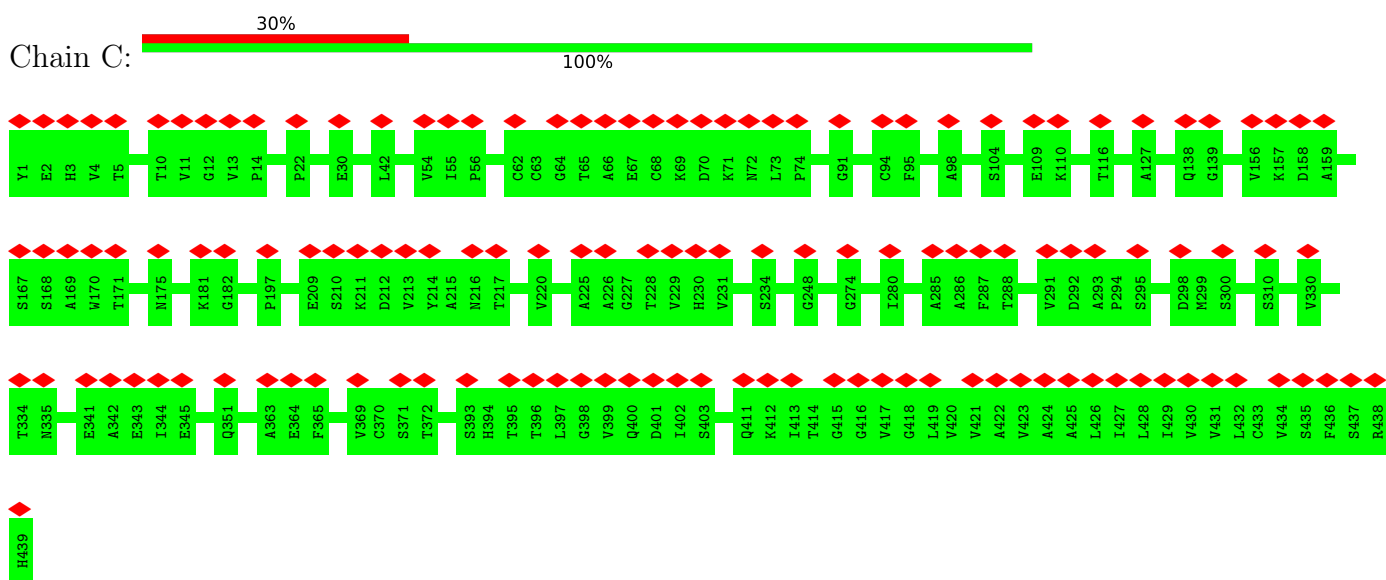 30%
Chain C:
100%
Y1 E2 H3 V4 T5 T10 V11 G12 V13 P14 P22 E30 L42 V54 I55 P56 C62 C63 G64 T65 A66 E67 C68 K69 D70 K71 N72 L73 P74 G91 C94 F95 A98 S104 E109 K110 T116 A127 Q138 G139 V156 K157 D158 A159
S167 S168 A169 W170 T171 N175 K181 G182 P197 E209 S210 K211 D212 V213 Y214 A215 N216 T217 V220 A225 A226 G227 T228 V229 H230 V231 S234 G248 G274 I280 A285 A286 F287 T288 V291 D292 A293 P294 S295 D298 M299 S300 S310 V330
T334 N335 E341 A342 E343 I344 E345 Q351 A363 E364 F365 V369 C370 S371 T372 S393 H394 T395 T396 L397 G398 V399 Q400 D401 I402 S403 Q411 K412 I413 T414 G415 G416 V417 G418 L419 V420 V421 A422 V423 A424 A425 L426 I427 L428 I429 V430 V431 L432 C433 V434 S435 F436 S437 R438
H439